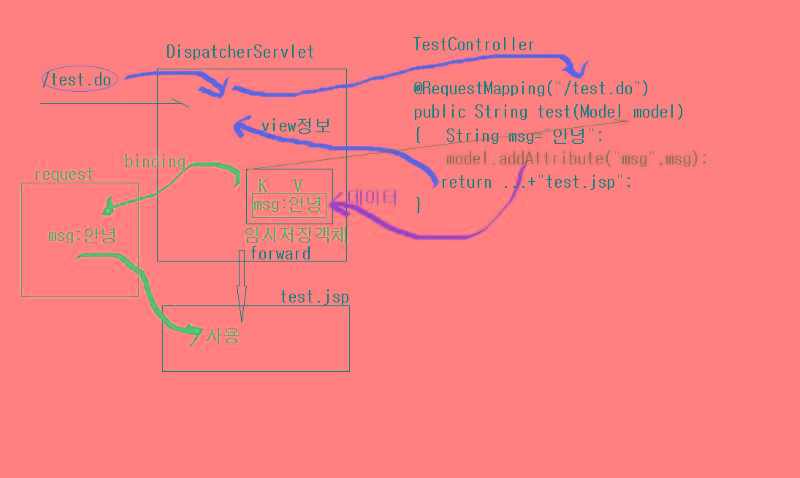 DispatcherServlet
TestController
/test.do
@RequestMapping("/test.do")
public String test(Model model)
{ String msg="안녕";
view정보
binding
model.addAttribute("msg",msg);
request
K V
return ...+"test.jsp";
msg:안녕
데이터
}
msg:안녕
임시저징객체
forward
test.jsp
사용